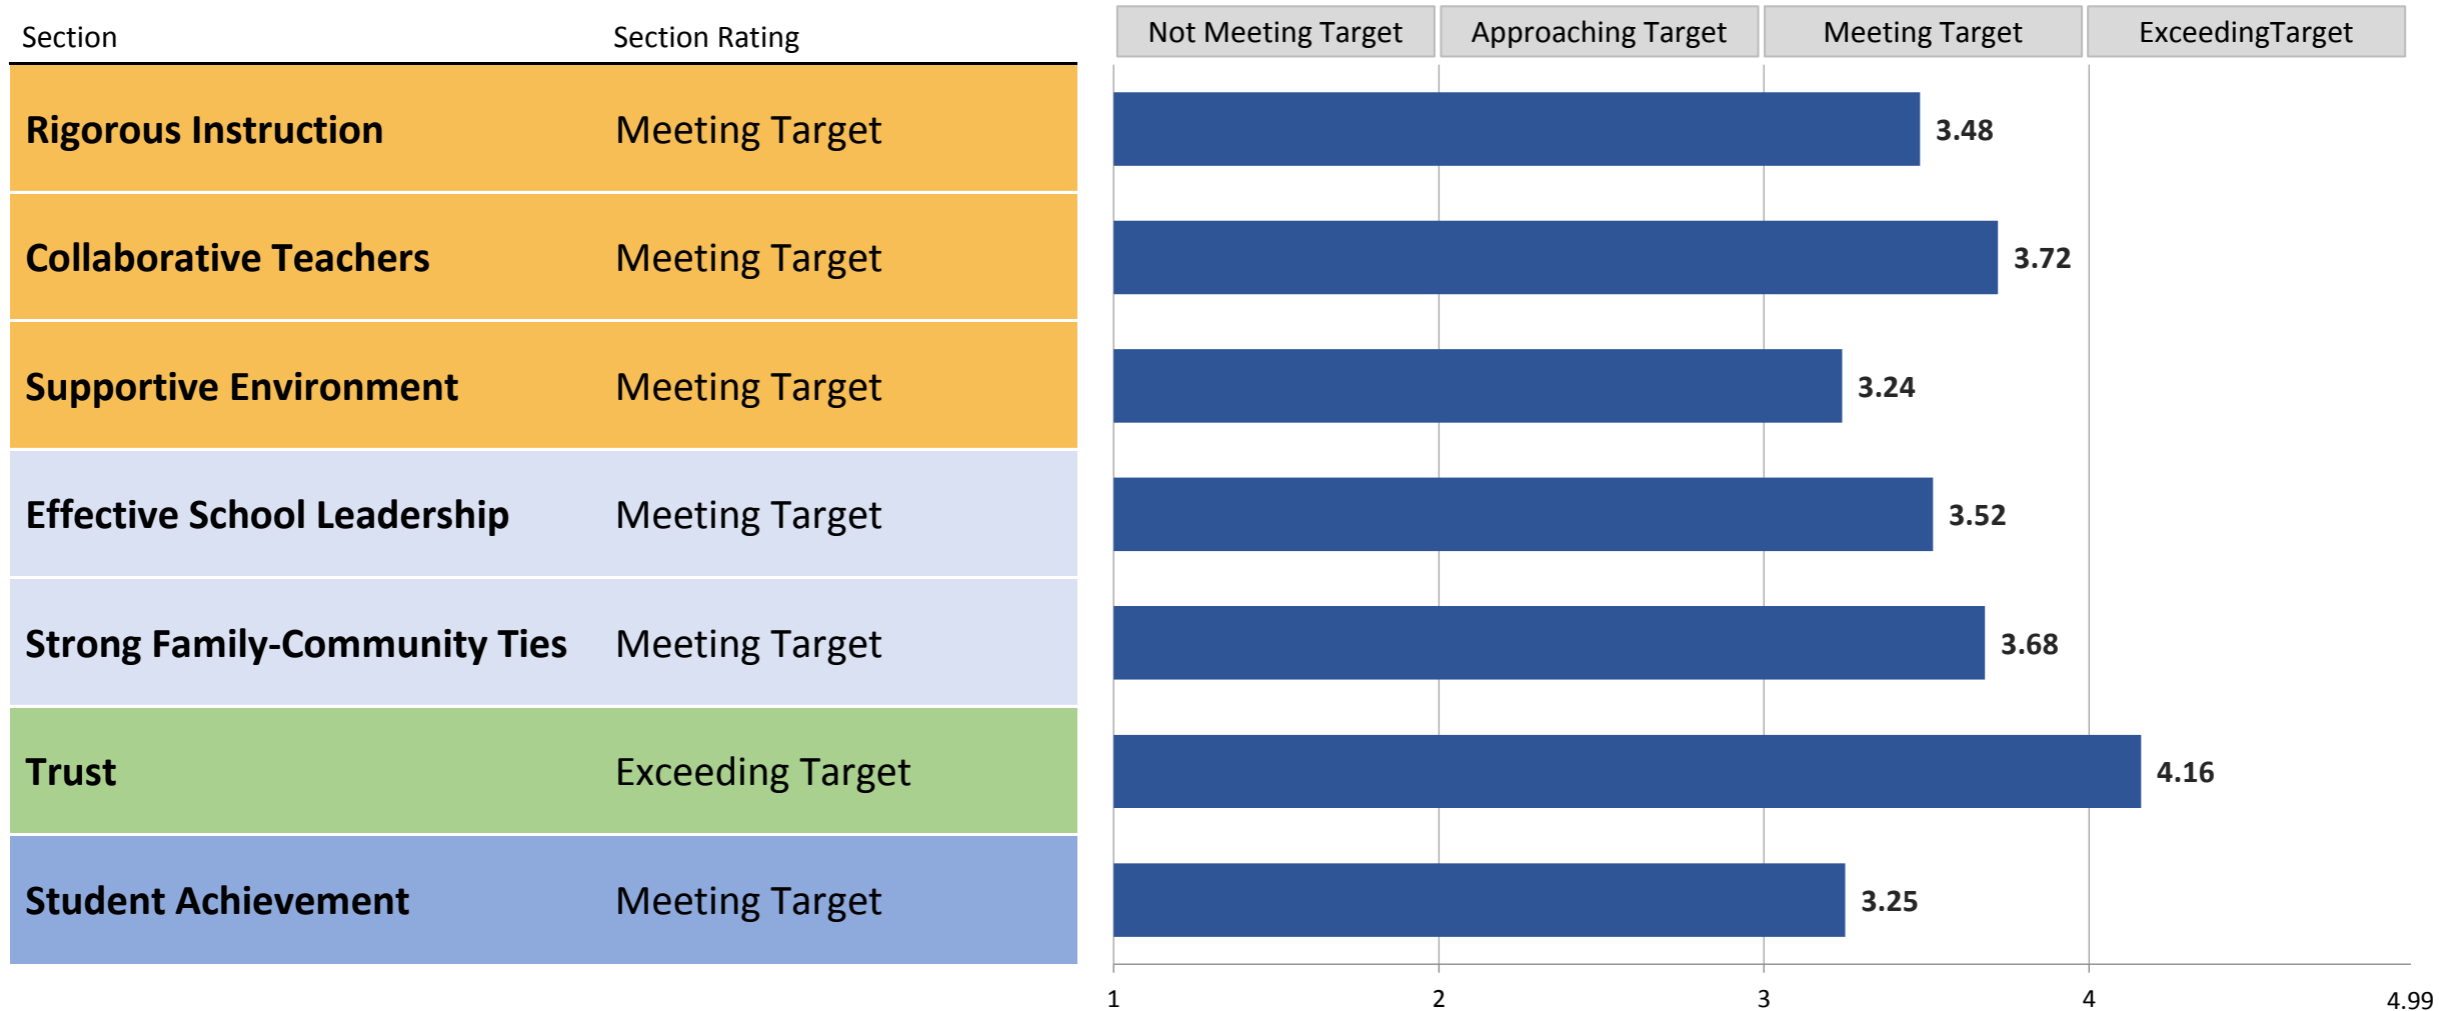 Section Section Rating Not Meeting Target Approaching Target Meeting Target ExceedingTarget
Rigorous Instruction Meeting Target 3.48
Collaborative Teachers Meeting Target 3.72
Supportive Environment Meeting Target 3.24
Effective School Leadership Meeting Target 3.52
Strong Family-Community Ties Meeting Target 3.68
Trust Exceeding Target 4.16
Student Achievement Meeting Target 3.25
1 2 3 4 4.99